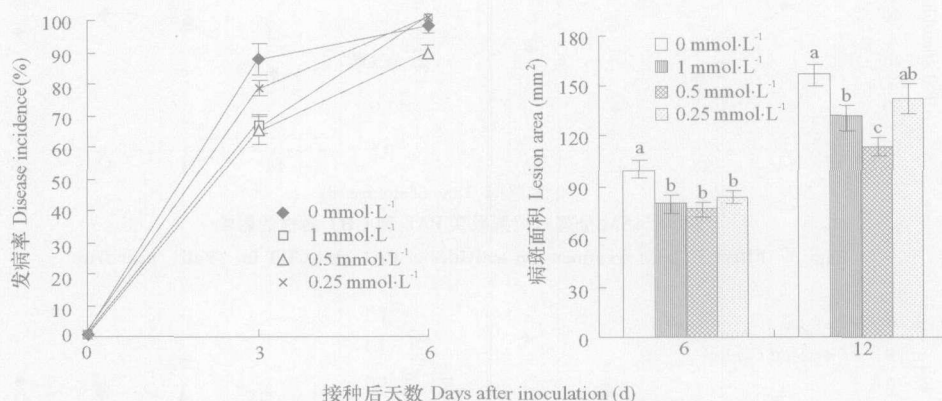 发病率 Disease incidence(%)
100
90
80
70
60
50
40
30
20
10
0
0 mmol·L⁻¹
1 mmol·L⁻¹
0.5 mmol·L⁻¹
0.25 mmol·L⁻¹
0
3
6
病斑面积 Lesion area (mm²)
180
150
120
90
60
30
0
0 mmol·L⁻¹
1 mmol·L⁻¹
0.5 mmol·L⁻¹
0.25 mmol·L⁻¹
a
b
b
b
a
b
c
ab
6
12
接种后天数 Days after inoculation (d)